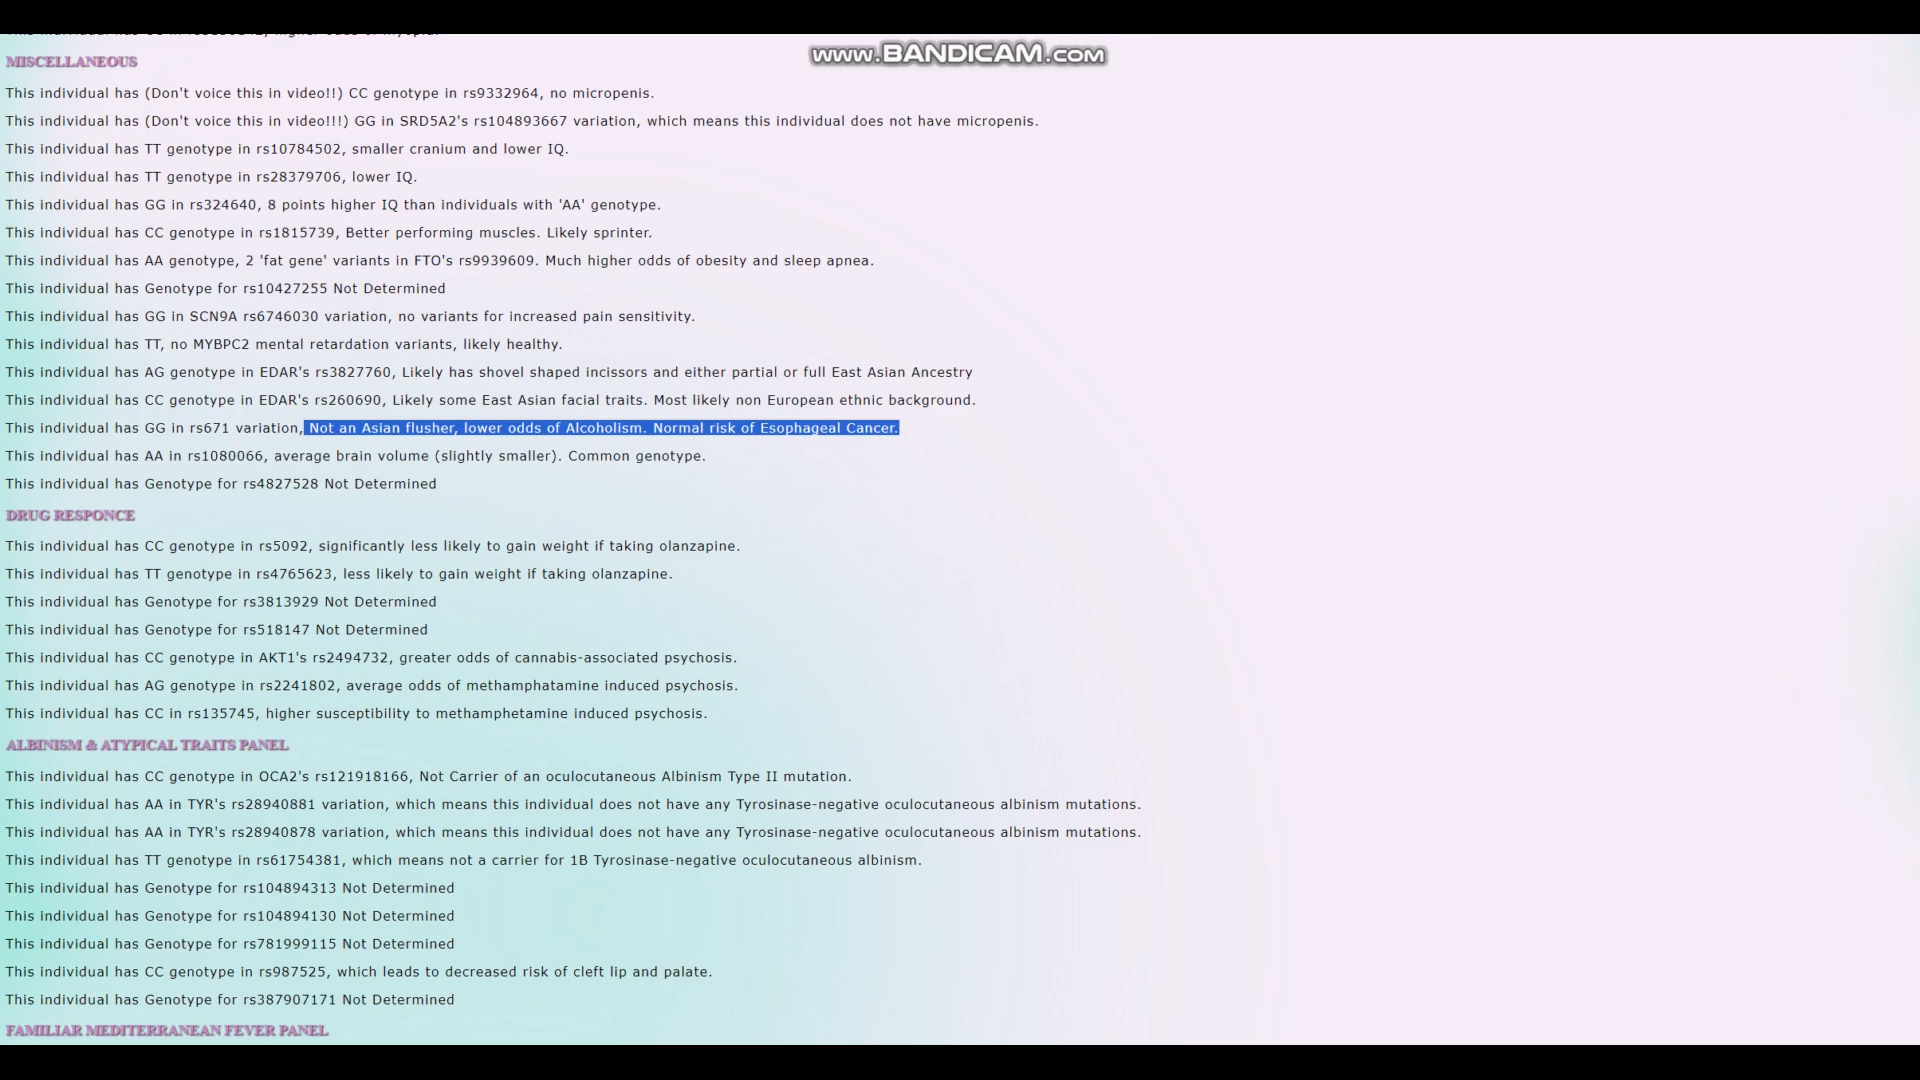 www.BANDICAM.com
MISCELLANEOUS
This individual has (Don't voice this in video!!) CC genotype in rs9332964, no micropenis.
This individual has (Don't voice this in video!!!) GG in SRD5A2's rs104893667 variation, which means this individual does not have micropenis.
This individual has TT genotype in rs10784502, smaller cranium and lower IQ.
This individual has TT genotype in rs28379706, lower IQ.
This individual has GG in rs324640, 8 points higher IQ than individuals with 'AA' genotype.
This individual has CC genotype in rs1815739, Better performing muscles. Likely sprinter.
This individual has AA genotype, 2 'fat gene' variants in FTO's rs9939609. Much higher odds of obesity and sleep apnea.
This individual has Genotype for rs10427255 Not Determined
This individual has GG in SCN9A rs6746030 variation, no variants for increased pain sensitivity.
This individual has TT, no MYBPC2 mental retardation variants, likely healthy.
This individual has AG genotype in EDAR's rs3827760, Likely has shovel shaped incissors and either partial or full East Asian Ancestry
This individual has CC genotype in EDAR's rs260690, Likely some East Asian facial traits. Most likely non European ethnic background.
This individual has GG in rs671 variation, Not an Asian flusher, lower odds of Alcoholism. Normal risk of Esophageal Cancer.
This individual has AA in rs1080066, average brain volume (slightly smaller). Common genotype.
This individual has Genotype for rs4827528 Not Determined
DRUG RESPONCE
This individual has CC genotype in rs5092, significantly less likely to gain weight if taking olanzapine.
This individual has TT genotype in rs4765623, less likely to gain weight if taking olanzapine.
This individual has Genotype for rs3813929 Not Determined
This individual has Genotype for rs518147 Not Determined
This individual has CC genotype in AKT1's rs2494732, greater odds of cannabis-associated psychosis.
This individual has AG genotype in rs2241802, average odds of methamphatamine induced psychosis.
This individual has CC in rs135745, higher susceptibility to methamphetamine induced psychosis.
ALBINISM & ATYPICAL TRAITS PANEL
This individual has CC genotype in OCA2's rs121918166, Not Carrier of an oculocutaneous Albinism Type II mutation.
This individual has AA in TYR's rs28940881 variation, which means this individual does not have any Tyrosinase-negative oculocutaneous albinism mutations.
This individual has AA in TYR's rs28940878 variation, which means this individual does not have any Tyrosinase-negative oculocutaneous albinism mutations.
This individual has TT genotype in rs61754381, which means not a carrier for 1B Tyrosinase-negative oculocutaneous albinism.
This individual has Genotype for rs104894313 Not Determined
This individual has Genotype for rs104894130 Not Determined
This individual has Genotype for rs781999115 Not Determined
This individual has CC genotype in rs987525, which leads to decreased risk of cleft lip and palate.
This individual has Genotype for rs387907171 Not Determined
FAMILIAR MEDITERRANEAN FEVER PANEL